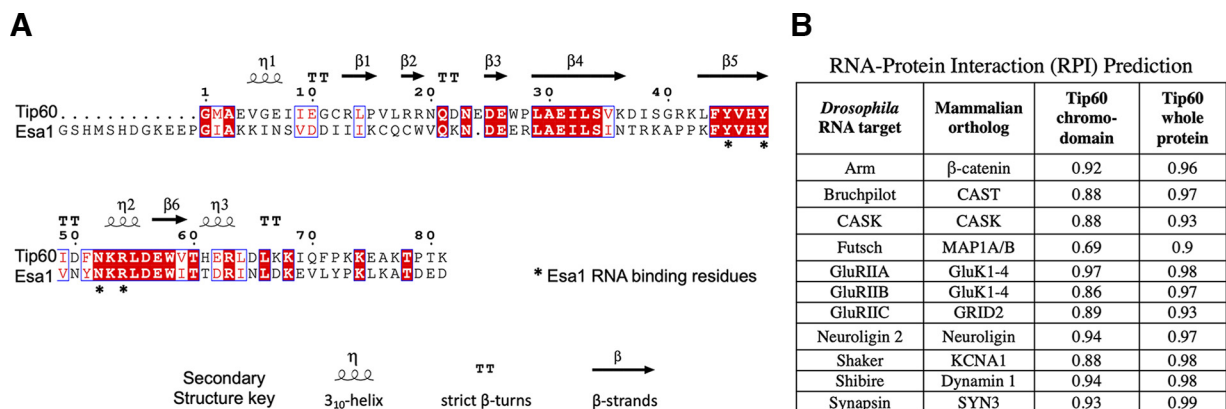 A
B
η1 TT β1 β2 TT β3 β4 β5
1 10 20 30 40
Tip60 ............GMAEVGEIIEGCRLPVLRRNQDNEDEWPLAEILSVKDISGRKLFYVHY
Esa1 GSHMSHDGKEEPGIAKKINSVDDIIIKCQCWVQKN.DEERLAEILSINTRKAPPKFYVHY
* *
TT η2 β6 η3 TT
50 60 70 80
Tip60 IDFNKRLDEWVTHERLDLKKIQFPKKEAKTPTK
Esa1 VNYNKRLDEWITTDRINLDKEVLYPKLKATDED
* *
* Esa1 RNA binding residues
Secondary Structure key
η
3₁₀-helix
TT
strict β-turns
β
β-strands
RNA-Protein Interaction (RPI) Prediction
Drosophila RNA target Mammalian ortholog Tip60 chromo-domain Tip60 whole protein
Arm β-catenin 0.92 0.96
Bruchpilot CAST 0.88 0.97
CASK CASK 0.88 0.93
Futsch MAP1A/B 0.69 0.9
GluRIIA GluK1-4 0.97 0.98
GluRIIB GluK1-4 0.86 0.97
GluRIIC GRID2 0.89 0.93
Neuroligin 2 Neuroligin 0.94 0.97
Shaker KCNA1 0.88 0.98
Shibire Dynamin 1 0.94 0.98
Synapsin SYN3 0.93 0.99